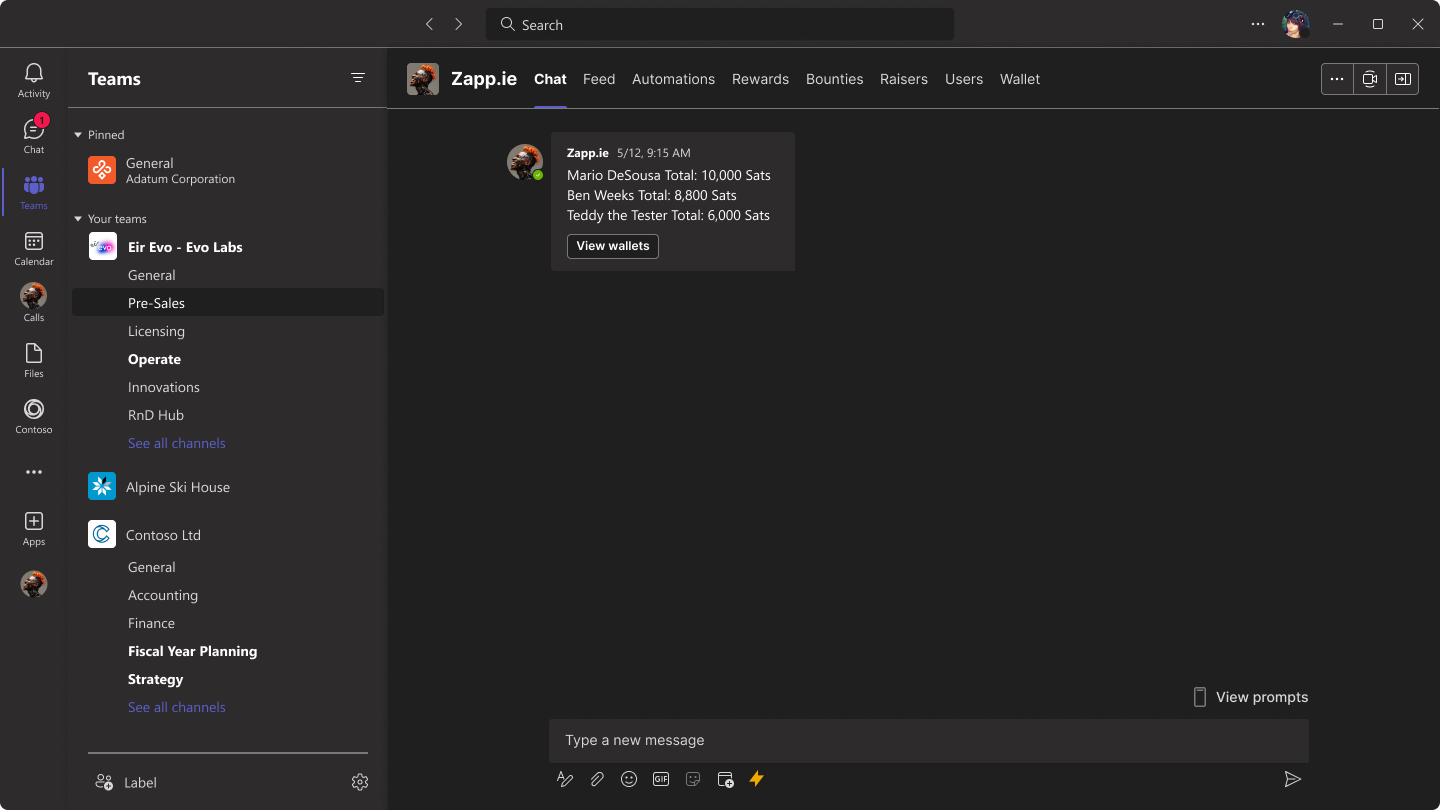 Search
Activity
1
Chat
Teams
Calendar
Calls
Files
Contoso
Apps
Teams
Pinned
General
Adatum Corporation
Your teams
Eir Evo - Evo Labs
General
Pre-Sales
Licensing
Operate
Innovations
RnD Hub
See all channels
Alpine Ski House
Contoso Ltd
General
Accounting
Finance
Fiscal Year Planning
Strategy
See all channels
Label
Zapp.ie Chat Feed Automations Rewards Bounties Raisers Users Wallet
Zapp.ie 5/12, 9:15 AM
Mario DeSousa Total: 10,000 Sats
Ben Weeks Total: 8,800 Sats
Teddy the Tester Total: 6,000 Sats
View wallets
View prompts
Type a new message
GIF